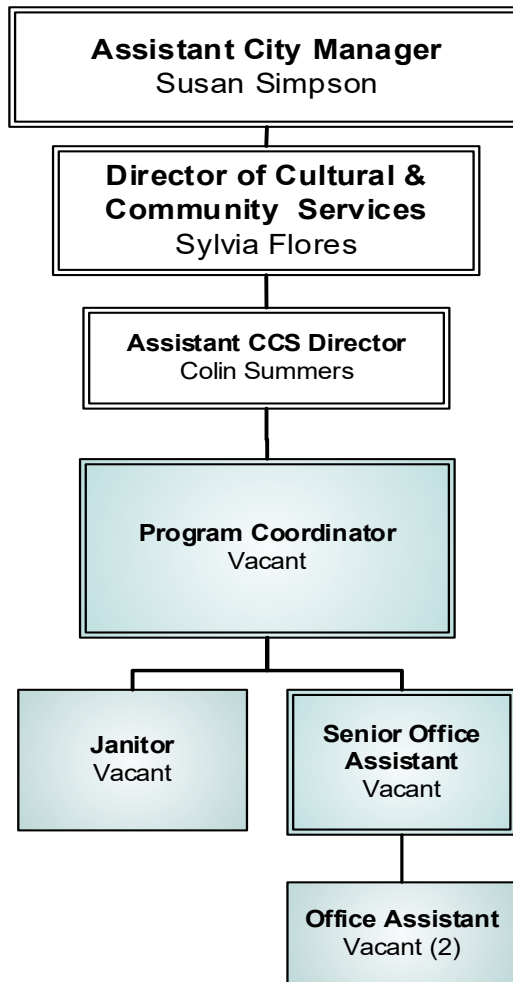 Assistant City Manager
Susan Simpson
Director of Cultural &
Community Services
Sylvia Flores
Assistant CCS Director
Colin Summers
Program Coordinator
Vacant
Janitor
Vacant
Senior Office
Assistant
Vacant
Office Assistant
Vacant (2)